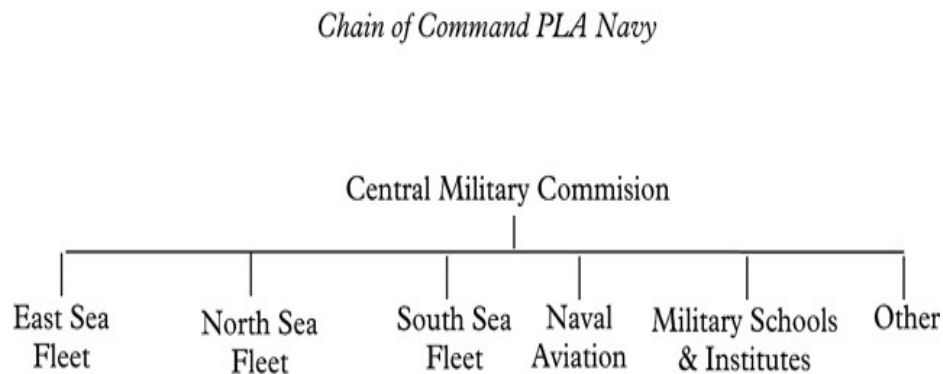 Chain of Command PLA Navy
Central Military Commision
East Sea
Fleet
North Sea
Fleet
South Sea
Fleet
Naval
Aviation
Military Schools
& Institutes
Other